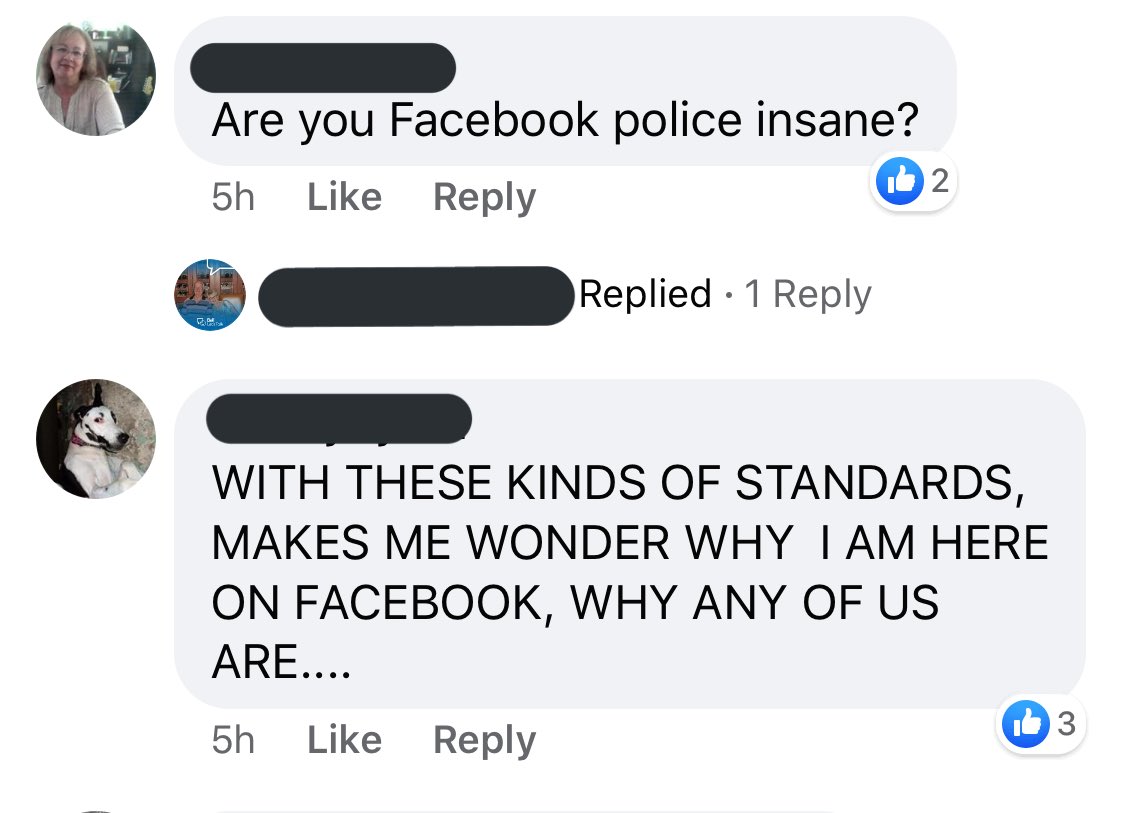 Are you Facebook police insane?
5h Like Reply
2
Replied · 1 Reply
WITH THESE KINDS OF STANDARDS,
MAKES ME WONDER WHY  I AM HERE
ON FACEBOOK, WHY ANY OF US
ARE....
5h Like Reply
3